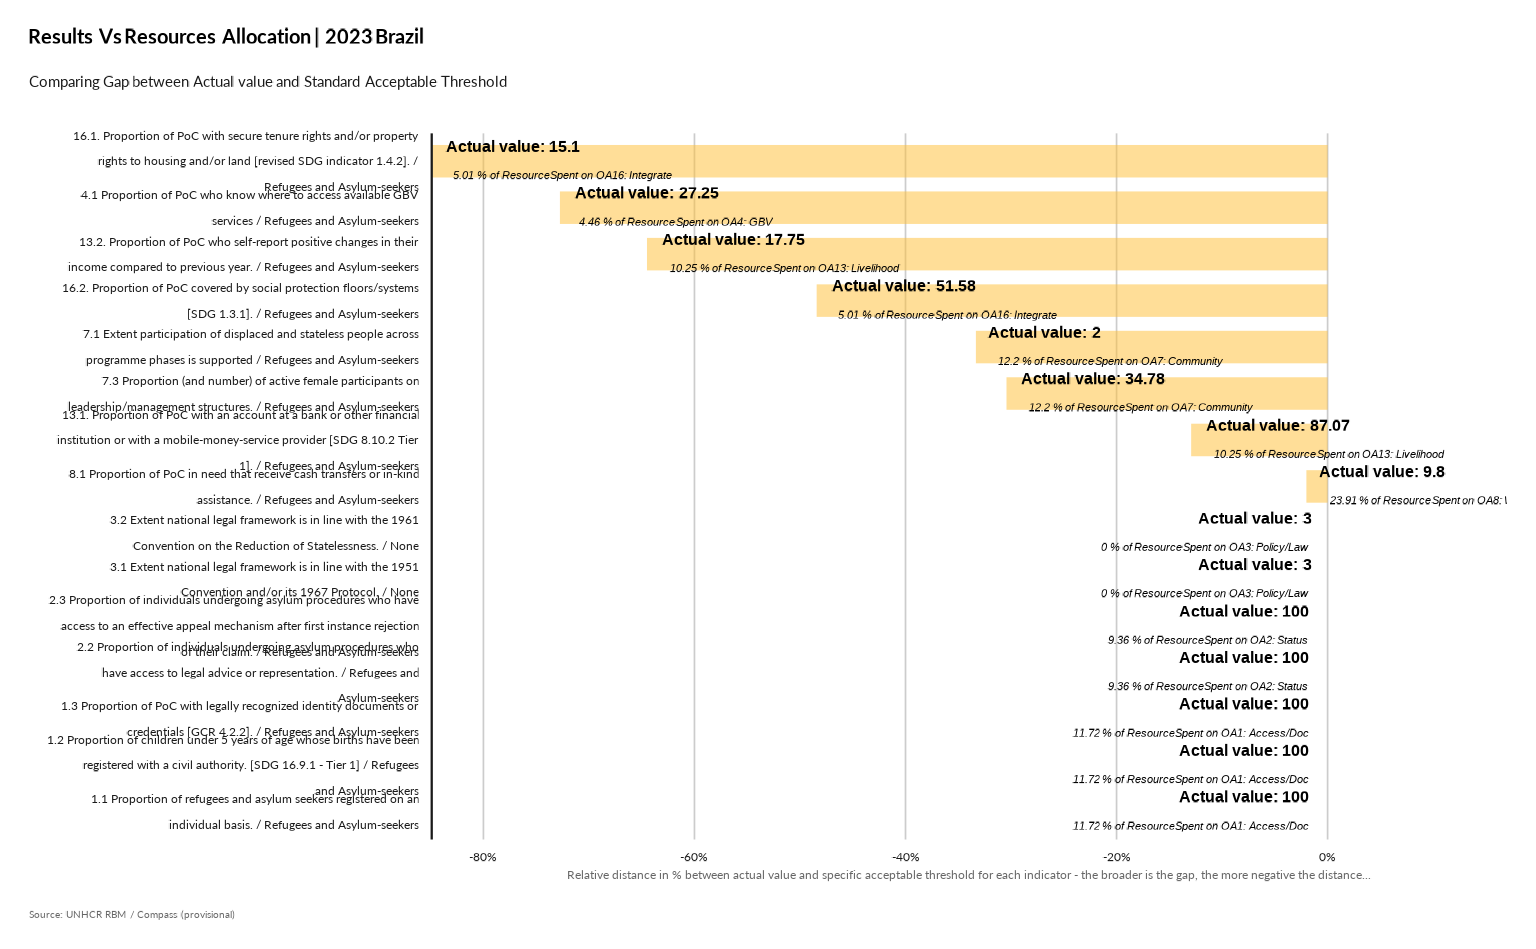 Results Vs Resources Allocation | 2023 Brazil
Comparing Gap between Actual value and Standard Acceptable Threshold
16.1. Proportion of PoC with secure tenure rights and/or property
rights to housing and/or land [revised SDG indicator 1.4.2]. /
Refugees and Asylum-seekers
Actual value: 15.1
5.01 % of Resource Spent on OA16: Integrate
4.1 Proportion of PoC who know where to access available GBV
services / Refugees and Asylum-seekers
Actual value: 27.25
4.46 % of Resource Spent on OA4: GBV
13.2. Proportion of PoC who self-report positive changes in their
income compared to previous year. / Refugees and Asylum-seekers
Actual value: 17.75
10.25 % of Resource Spent on OA13: Livelihood
16.2. Proportion of PoC covered by social protection floors/systems
[SDG 1.3.1]. / Refugees and Asylum-seekers
Actual value: 51.58
5.01 % of Resource Spent on OA16: Integrate
7.1 Extent participation of displaced and stateless people across
programme phases is supported / Refugees and Asylum-seekers
Actual value: 2
12.2 % of Resource Spent on OA7: Community
7.3 Proportion (and number) of active female participants on
leadership/management structures. / Refugees and Asylum-seekers
Actual value: 34.78
12.2 % of Resource Spent on OA7: Community
13.1. Proportion of PoC with an account at a bank or other financial
institution or with a mobile-money-service provider [SDG 8.10.2 Tier
1]. / Refugees and Asylum-seekers
Actual value: 87.07
10.25 % of Resource Spent on OA13: Livelihood
8.1 Proportion of PoC in need that receive cash transfers or in-kind
assistance. / Refugees and Asylum-seekers
Actual value: 9.8
23.91 % of Resource Spent on OA8:
3.2 Extent national legal framework is in line with the 1961
Convention on the Reduction of Statelessness. / None
Actual value: 3
0 % of Resource Spent on OA3: Policy/Law
3.1 Extent national legal framework is in line with the 1951
Convention and/or its 1967 Protocol. / None
Actual value: 3
0 % of Resource Spent on OA3: Policy/Law
2.3 Proportion of individuals undergoing asylum procedures who have
access to an effective appeal mechanism after first instance rejection
of their claim. / Refugees and Asylum-seekers
Actual value: 100
9.36 % of Resource Spent on OA2: Status
2.2 Proportion of individuals undergoing asylum procedures who
have access to legal advice or representation. / Refugees and
Asylum-seekers
Actual value: 100
9.36 % of Resource Spent on OA2: Status
1.3 Proportion of PoC with legally recognized identity documents or
credentials [GCR 4.2.2]. / Refugees and Asylum-seekers
Actual value: 100
11.72 % of Resource Spent on OA1: Access/Doc
1.2 Proportion of children under 5 years of age whose births have been
registered with a civil authority. [SDG 16.9.1 - Tier 1] / Refugees
and Asylum-seekers
Actual value: 100
11.72 % of Resource Spent on OA1: Access/Doc
1.1 Proportion of refugees and asylum seekers registered on an
individual basis. / Refugees and Asylum-seekers
Actual value: 100
11.72 % of Resource Spent on OA1: Access/Doc
-80%
-60%
-40%
-20%
0%
Relative distance in % between actual value and specific acceptable threshold for each indicator - the broader is the gap, the more negative the distance...
Source: UNHCR RBM / Compass (provisional)